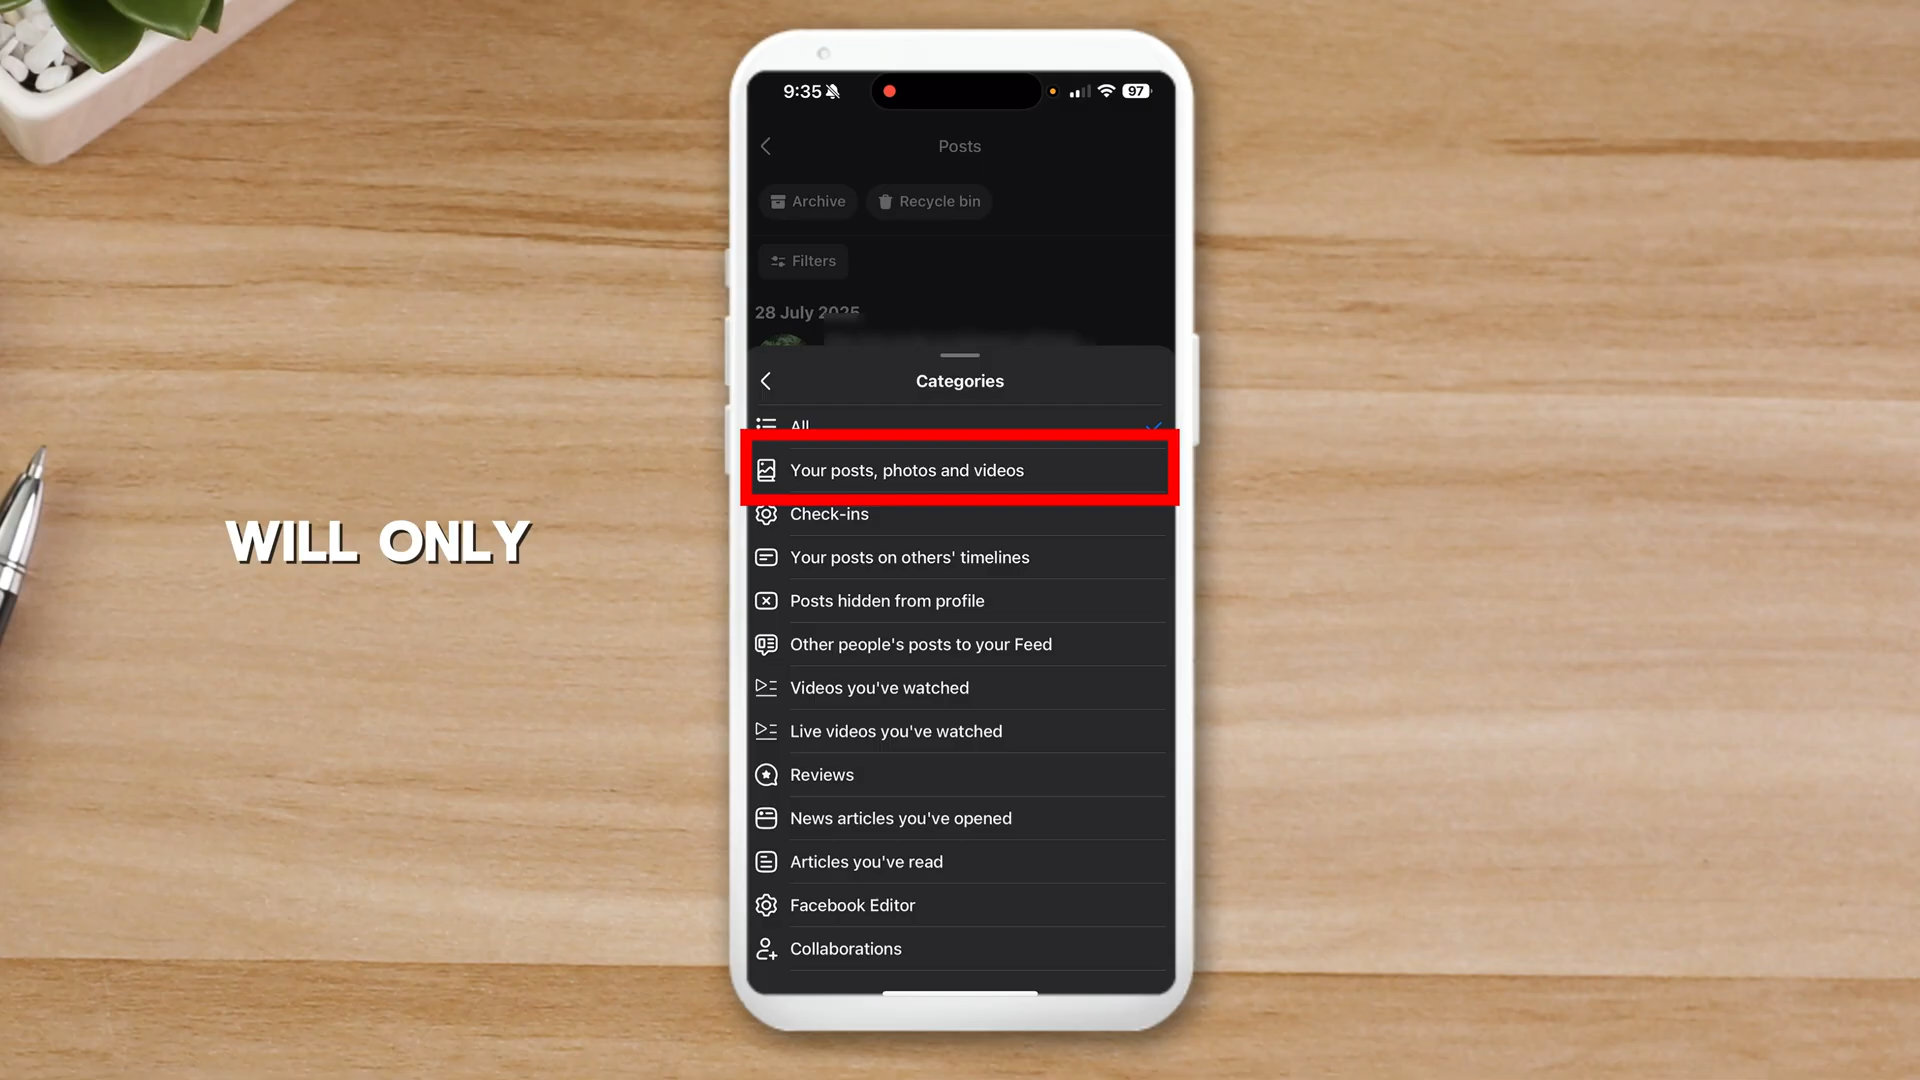 9:35
97
Posts
Archive
Recycle bin
Filters
28 July 2025
Categories
All
Your posts, photos and videos
Check-ins
Your posts on others' timelines
WILL ONLY
Posts hidden from profile
Other people's posts to your Feed
Videos you've watched
Live videos you've watched
Reviews
News articles you've opened
Articles you've read
Facebook Editor
Collaborations